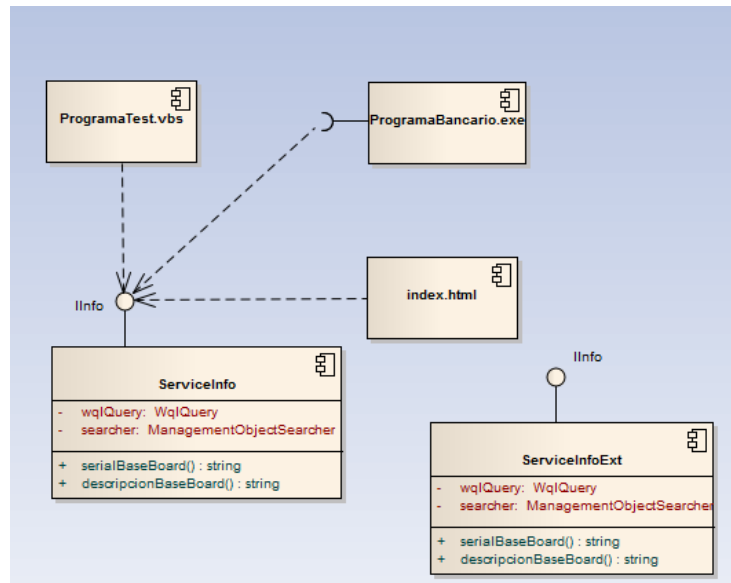 ProgramaTest.vbs
ProgramaBancario.exe
index.html
IInfo
ServiceInfo
- wqlQuery: WqlQuery
- searcher: ManagementObjectSearcher
+ serialBaseBoard() : string
+ descripcionBaseBoard() : string
IInfo
ServiceInfoExt
- wqlQuery: WqlQuery
- searcher: ManagementObjectSearcher
+ serialBaseBoard() : string
+ descripcionBaseBoard() : string